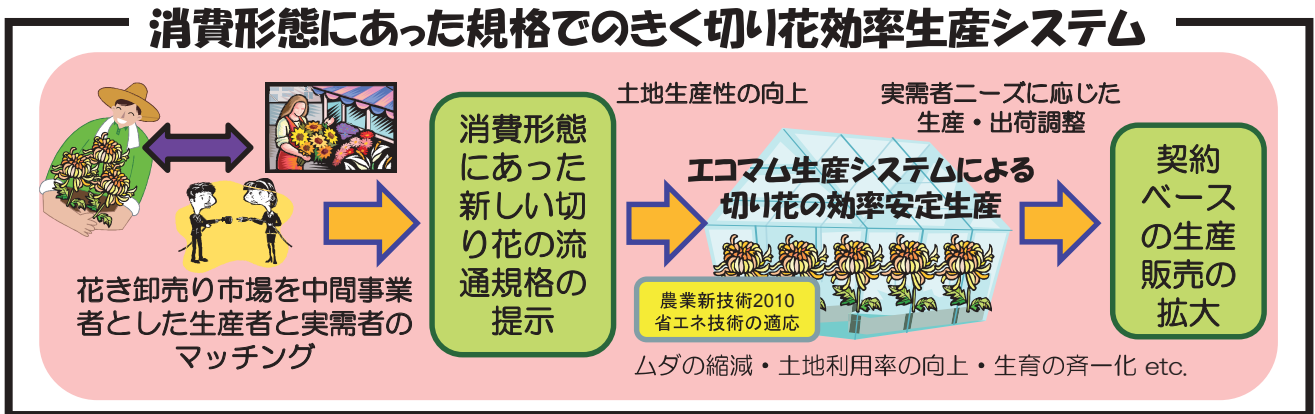 消費形態にあった規格でのきく切り花効率生産システム
花き卸売り市場を中間事業
者とした生産者と実需者の
マッチング
消費形態
にあった
新しい切
り花の流
通規格の
提示
土地生産性の向上
実需者ニーズに応じた
生産・出荷調整
エコマム生産システムによる
切り花の効率安定生産
農業新技術2010
省エネ技術の適応
ムダの縮減・土地利用率の向上・生育の斉一化 etc.
契約
ベース
の生産
販売の
拡大